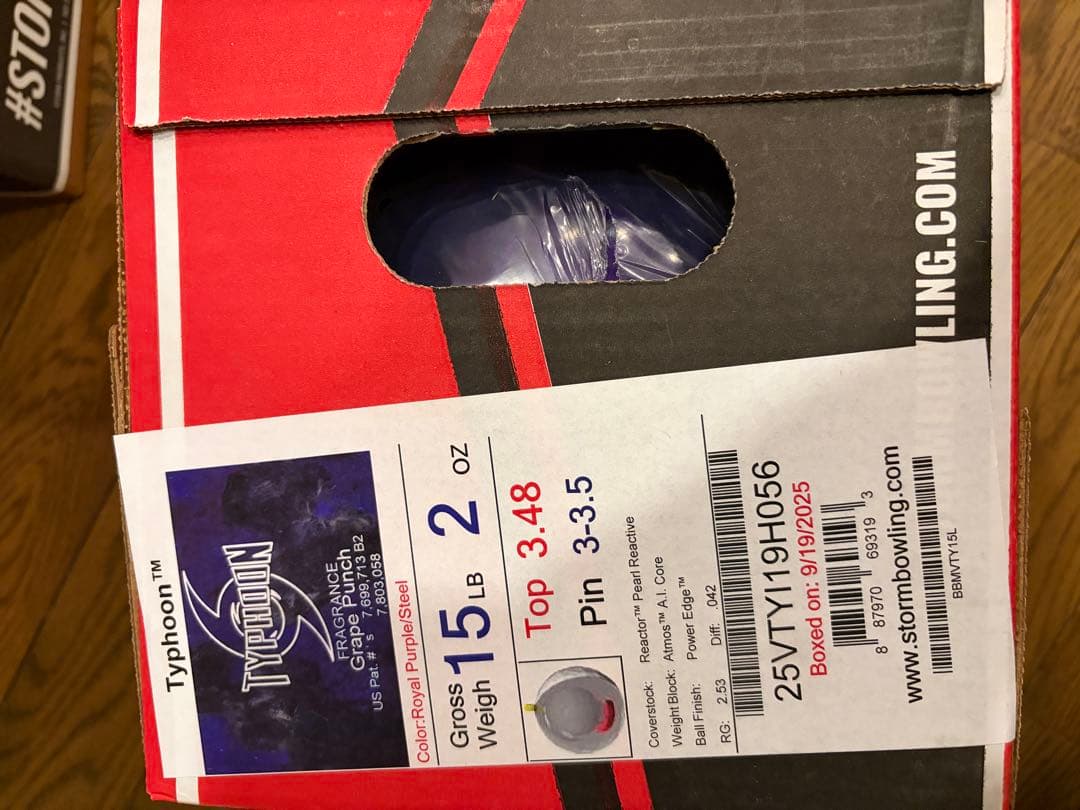 #STO
LING.COM
Typhoon™
TYPHOON
FRAGRANCE
Grape Punch
US Pat. #'s 7,699,713 B2
7,803,058
Color:Royal Purple/Steel
Gross Weigh 15 LB 2 OZ
Top 3.48
Pin 3-3.5
Coverstock: Reactor™ Pearl Reactive
Weight Block: Atmos™ A.I. Core
Ball Finish: Power Edge™
RG: 2.53 Diff: .042
25VTYI19H056
Boxed on: 9/19/2025
8 87970 69319 3
www.stormbowling.com
BBMVTY15L